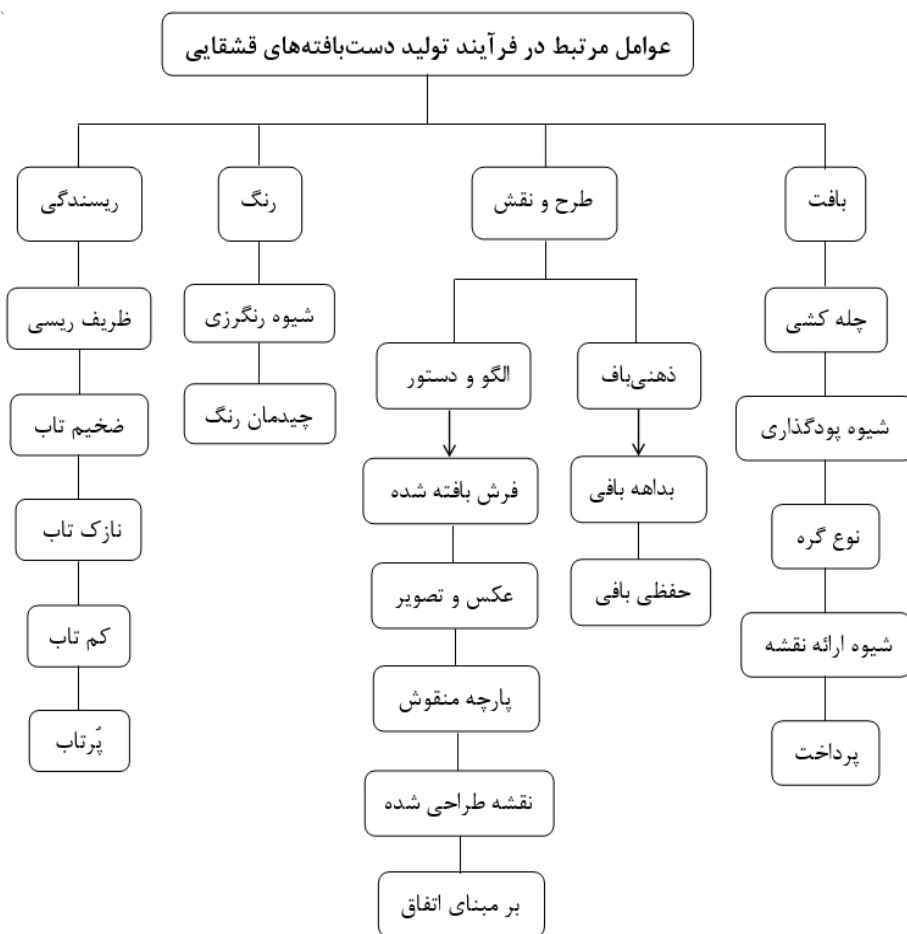 عوامل مرتبط در فرآیند تولید دست‌بافته‌های قشقایی
بافت
چله کشی
شیوه پودگذاری
نوع گره
شیوه ارائه نقشه
پرداخت
طرح و نقش
ذهنی‌باف
بداهه بافی
حفظی بافی
الگو و دستور
فرش بافته شده
عکس و تصویر
پارچه منقوش
نقشه طراحی شده
بر مبنای اتفاق
رنگ
شیوه رنگرزی
چیدمان رنگ
ریسندگی
ظریف ریسی
ضخیم تاب
نازک تاب
کم تاب
پُرتاب